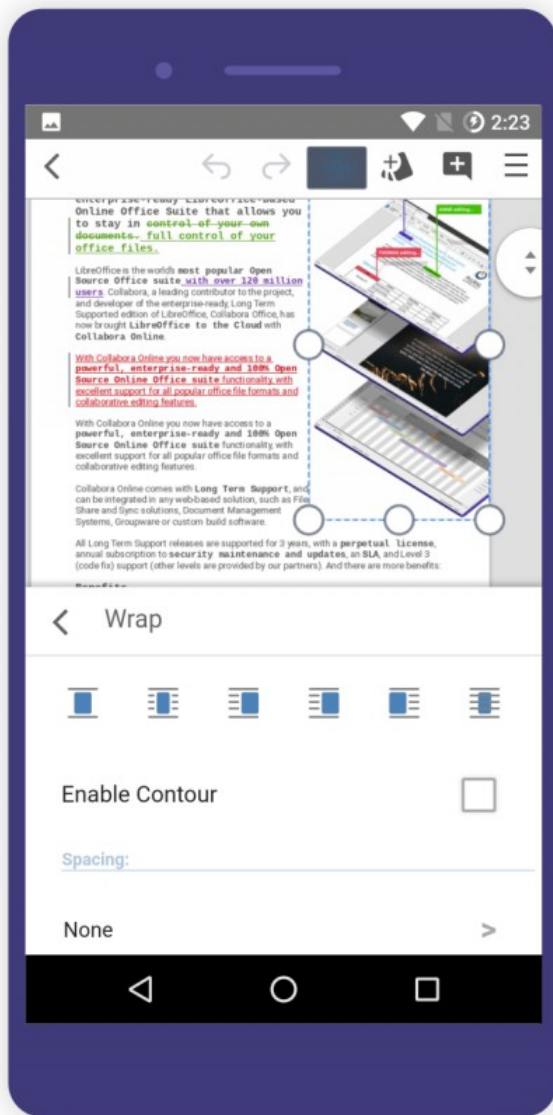 2:23
enterprise-ready LibreOffice-based
Online Office Suite that allows you
to stay in control of your own
documents. full control of your
office files.
LibreOffice is the world's most popular Open
Source Office suite with over 120 million
users. Collabora, a leading contributor to the project,
and developer of the enterprise-ready, Long Term
Supported edition of LibreOffice, Collabora Office, has
now brought LibreOffice to the Cloud with
Collabora Online.
With Collabora Online you now have access to a
powerful, enterprise-ready and 100% Open
Source Online Office suite functionality, with
excellent support for all popular office file formats and
collaborative editing features.
With Collabora Online you now have access to a
powerful, enterprise-ready and 100% Open
Source Online Office suite functionality, with
excellent support for all popular office file formats and
collaborative editing features.
Collabora Online comes with Long Term Support, and
can be integrated in any web-based solution, such as File
Share and Sync solutions, Document Management
Systems, Groupware or custom build software.
All Long Term Support releases are supported for 3 years, with a perpetual license,
annual subscription to security maintenance and updates, an SLA, and Level 3
(code fix) support (other levels are provided by our partners). And there are more benefits:
Benefits
Wrap
Enable Contour
Spacing:
None
>